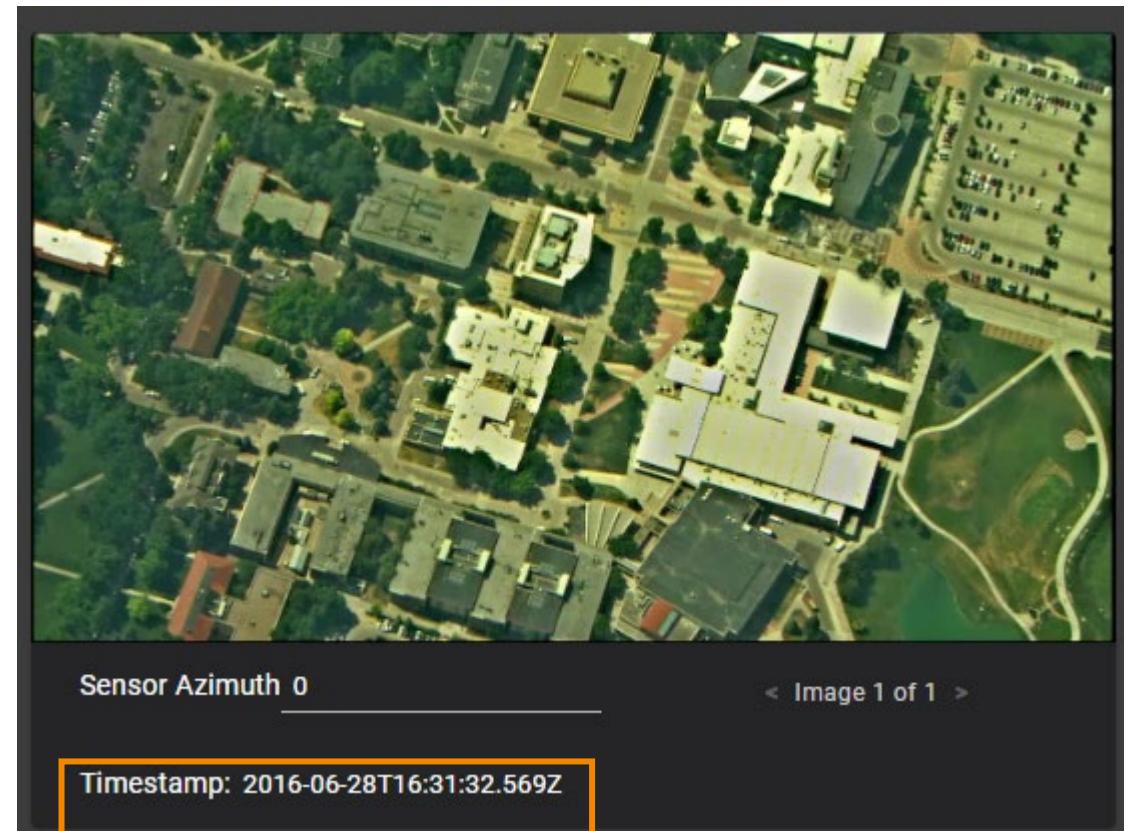 Sensor Azimuth 0
< Image 1 of 1 >
Timestamp: 2016-06-28T16:31:32.569Z